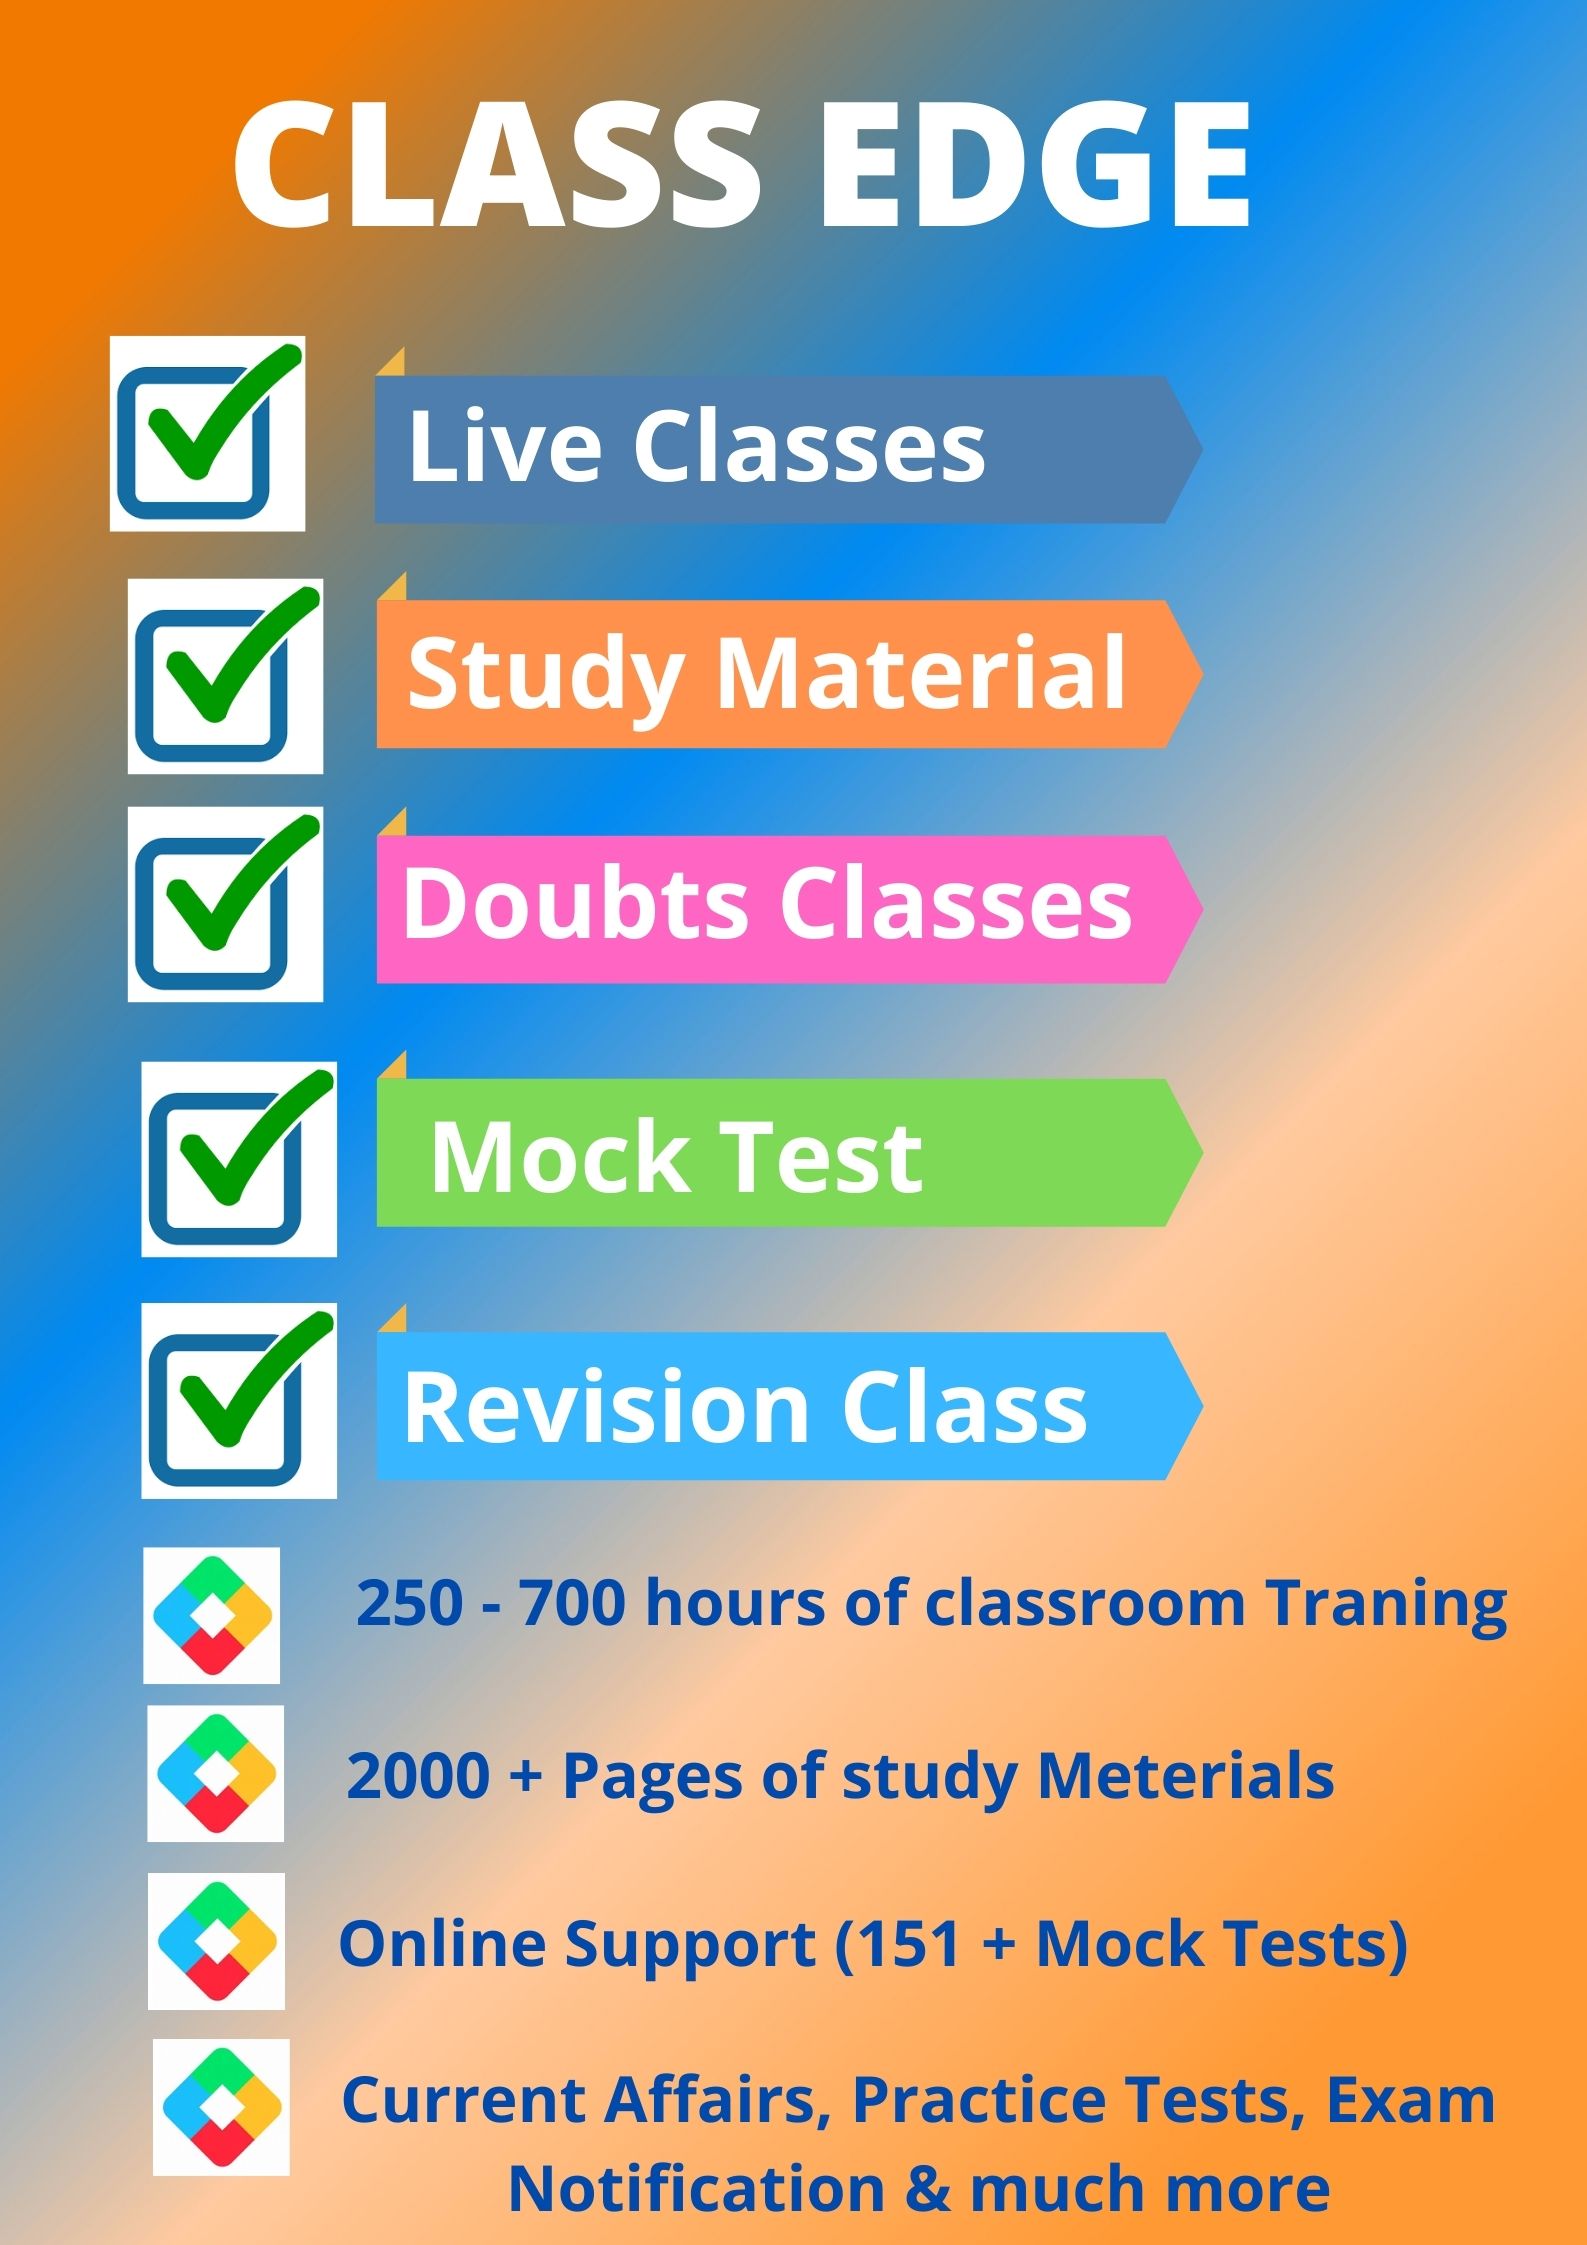 CLASS EDGE
Live Classes
Study Material
Doubts Classes
Mock Test
Revision Class
250 - 700 hours of classroom Traning
2000 + Pages of study Meterials
Online Support (151 + Mock Tests)
Current Affairs, Practice Tests, Exam
Notification & much more